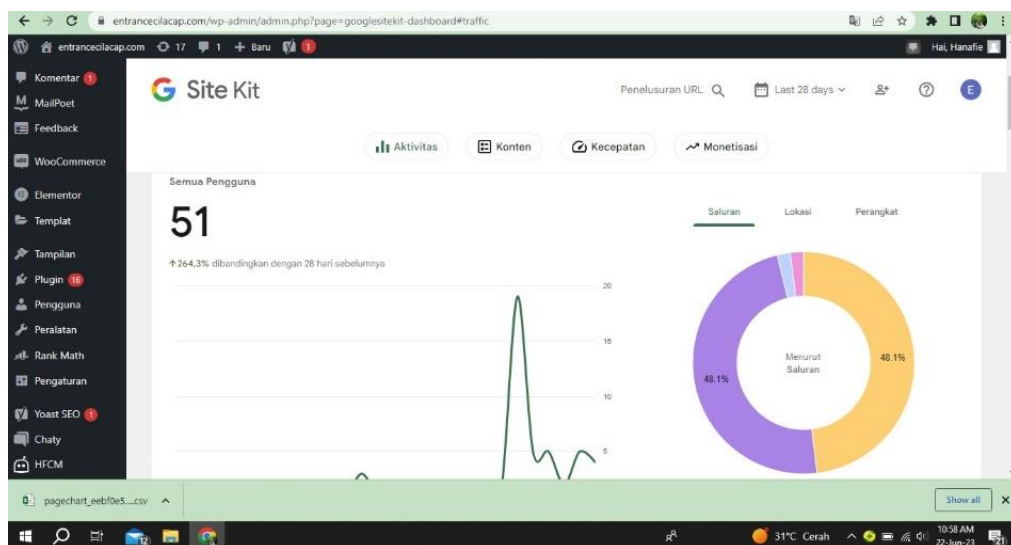 entrancecilacap.com/wp-admin/admin.php?page=googlesitekit-dashboard#traffic
entrancecilacap.com 17 1 + Baru 1 Hai, Hanafie
Komentar 1
MailPoet
Feedback
WooCommerce
Elementor
Templat
Tampilan
Plugin 16
Pengguna
Peralatan
Rank Math
Pengaturan
Yoast SEO 1
Chaty
HFCM
G Site Kit
Penelusuran URL Last 28 days E
Aktivitas Konten Kecepatan Monetisasi
Semua Pengguna
51
↑264,3% dibandingkan dengan 28 hari sebelumnya
20
15
10
5
Saluran Lokasi Perangkat
Menurut
Saluran
48.1%
48.1%
pagechart_eebf0e5....csv
Show all
31°C Cerah
10:58 AM
22-Jun-23